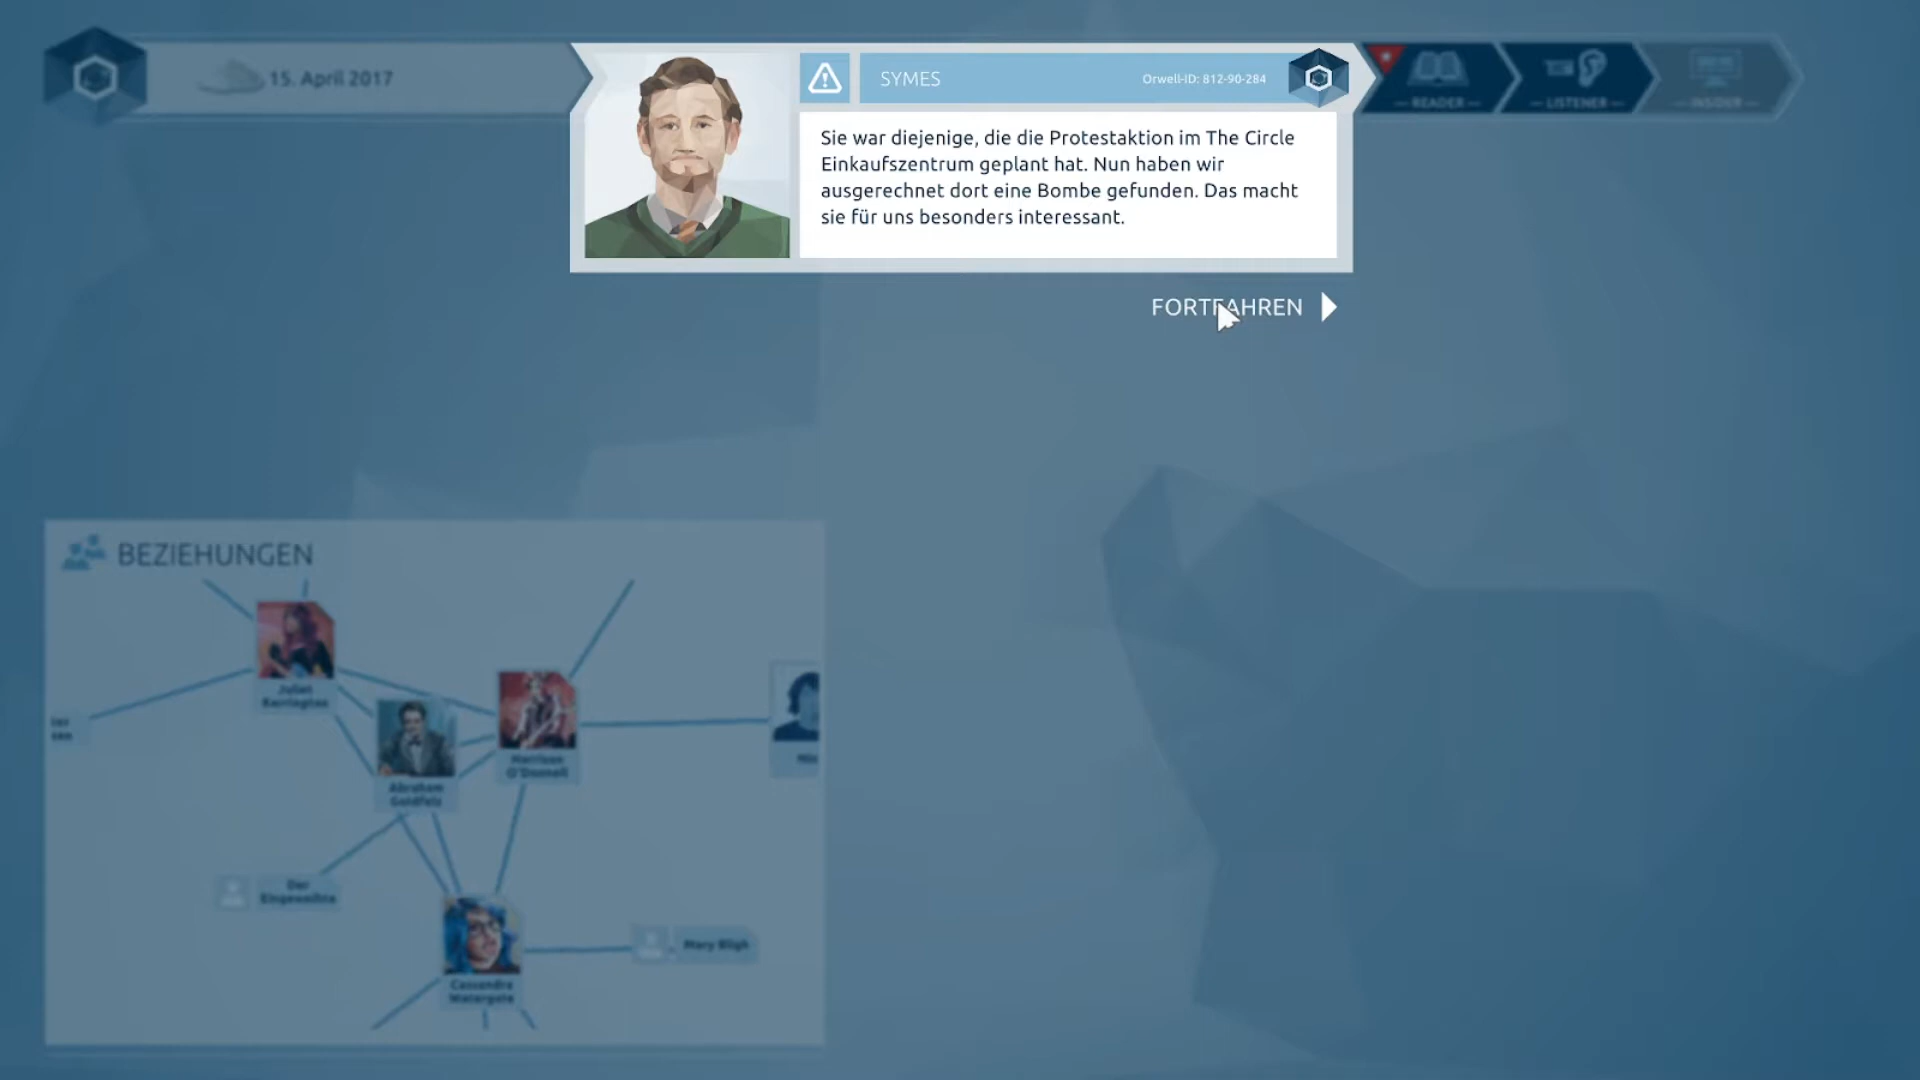 15. April 2017
SYMES
Orwell-ID: 812-90-284
Sie war diejenige, die die Protestaktion im The Circle
Einkaufszentrum geplant hat. Nun haben wir
ausgerechnet dort eine Bombe gefunden. Das macht
sie für uns besonders interessant.
FORTFAHREN
READER
LISTENER
INSIDER
BEZIEHUNGEN
Juliet
Kerrington
Harrison
O'Donnell
Abraham
Goldfels
Der
Eingeweihte
Mary Bligh
Cassandra
Watergate